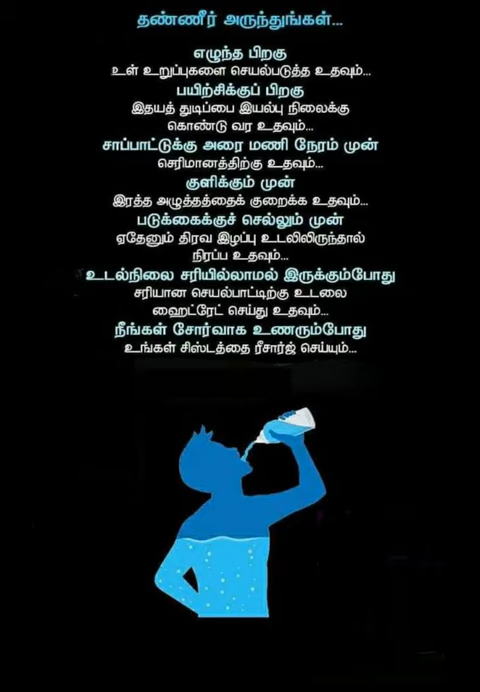 தண்ணீர் அருந்துங்கள்...
எழுந்த பிறகு
உள் உறுப்புகளை செயல்படுத்த உதவும்...
பயிற்சிக்குப் பிறகு
இதயத் துடிப்பை இயல்பு நிலைக்கு
கொண்டு வர உதவும்...
சாப்பாட்டுக்கு அரை மணி நேரம் முன்
செரிமானத்திற்கு உதவும்...
குளிக்கும் முன்
இரத்த அழுத்தத்தைக் குறைக்க உதவும்...
படுக்கைக்குச் செல்லும் முன்
ஏதேனும் திரவ இழப்பு உடலிலிருந்தால்
நிரப்ப உதவும்...
உடல்நிலை சரியில்லாமல் இருக்கும்போது
சரியான செயல்பாட்டிற்கு உடலை
ஹைட்ரேட் செய்து உதவும்...
நீங்கள் சோர்வாக உணரும்போது
உங்கள் சிஸ்டத்தை ரீசார்ஜ் செய்யும்...